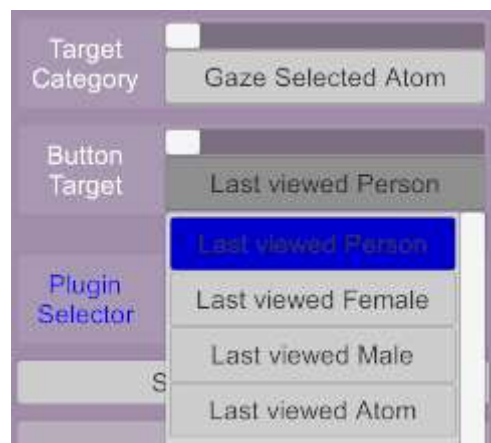 Target
Category
Gaze Selected Atom
Button
Target
Last viewed Person
Last viewed Person
Last viewed Female
Plugin
Selector
Last viewed Male
S
Last viewed Atom